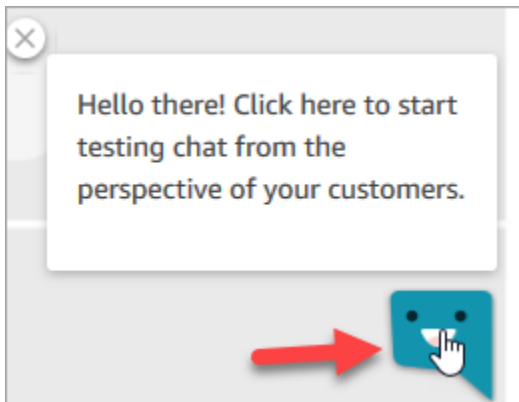 Hello there! Click here to start
testing chat from the
perspective of your customers.